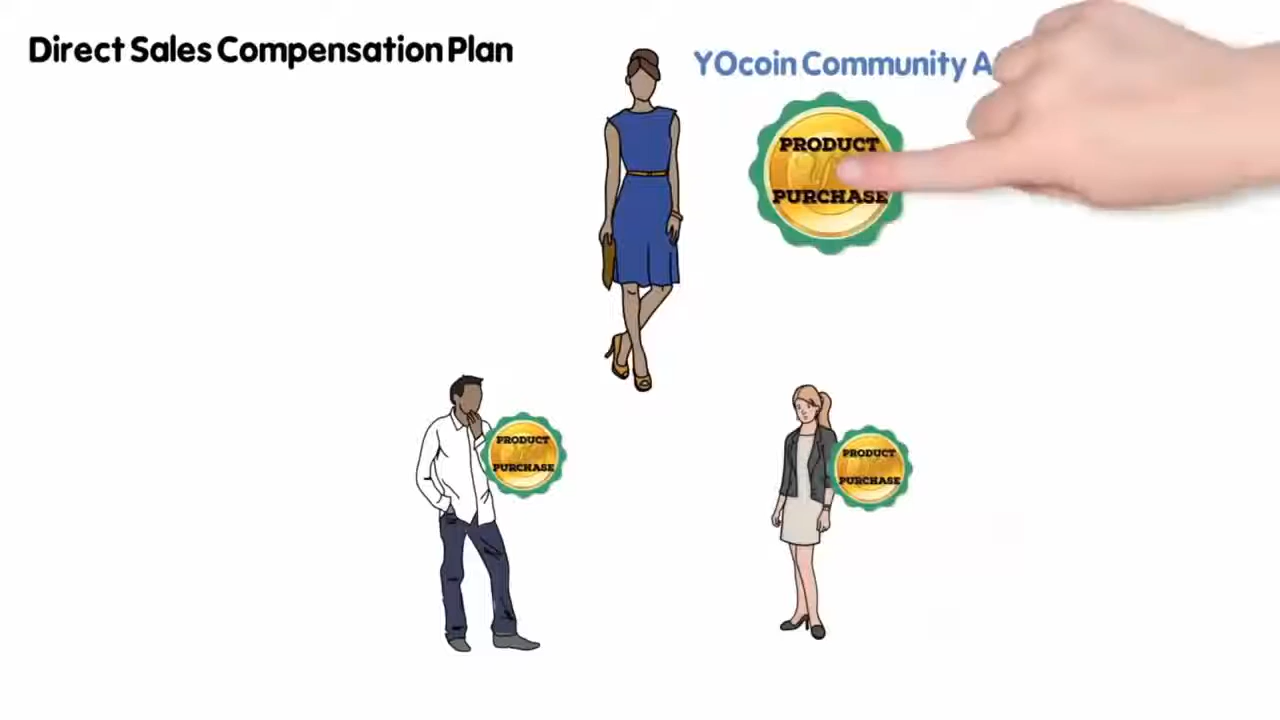 Direct Sales Compensation Plan
YOcoin Community
PRODUCT
PURCHASE
PRODUCT
PURCHASE
PRODUCT
PURCHASE